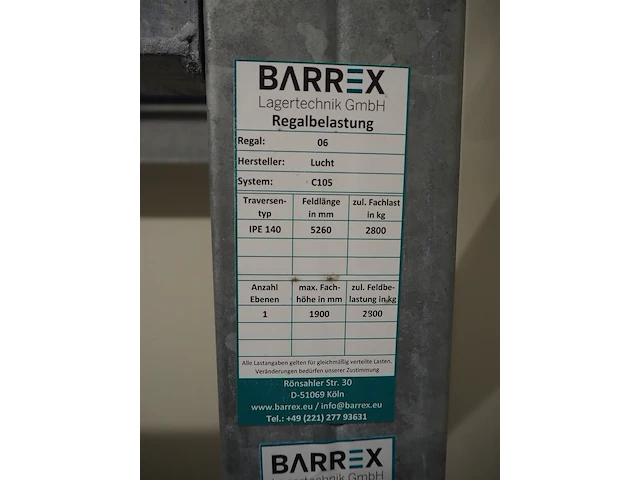 BARREX
Lagertechnik GmbH
Regalbelastung
Regal: 06
Hersteller: Lucht
System: C105
Traversen- Feldlänge zul. Fachlast
typ in mm in kg
IPE 140 5260 2800
Anzahl max. Fach- zul. Feldbe-
Ebenen höhe in mm lastung in kg
1 1900 2800
Alle Lastangaben gelten für gleichmäßig verteilte Lasten.
Veränderungen bedürfen unserer Zustimmung
Rönsahler Str. 30
D-51069 Köln
www.barrex.eu / info@barrex.eu
Tel.: +49 (221) 277 93631
BARREX
Lagertechnik GmbH